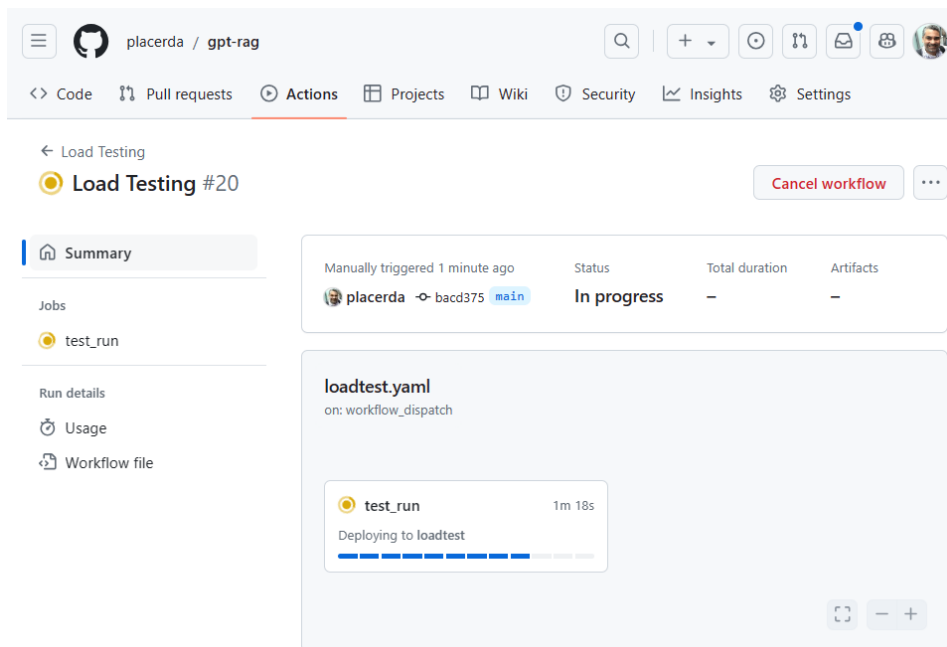 placerda / gpt-rag
Code Pull requests Actions Projects Wiki Security Insights Settings
Load Testing
Load Testing #20
Cancel workflow
Summary
Jobs
test_run
Run details
Usage
Workflow file
Manually triggered 1 minute ago
placerda bacd375 main
Status
In progress
Total duration
–
Artifacts
–
loadtest.yaml
on: workflow_dispatch
test_run 1m 18s
Deploying to loadtest